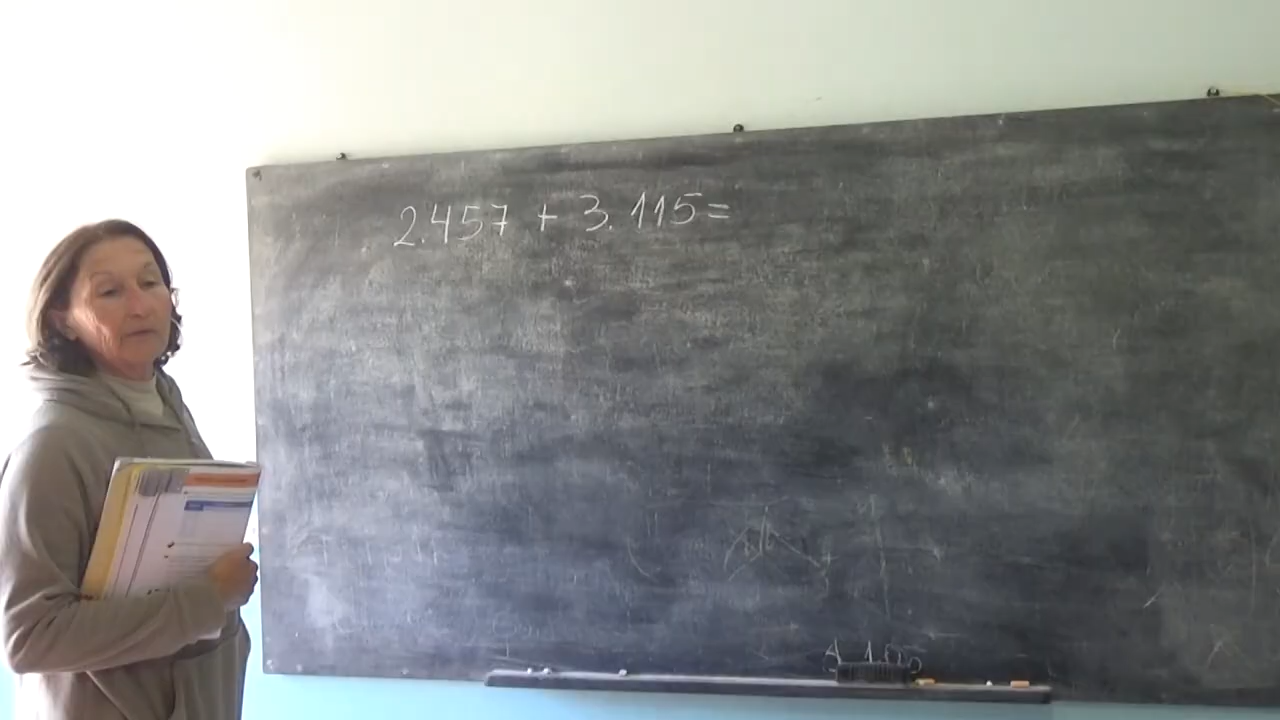 2.457 + 3.115=